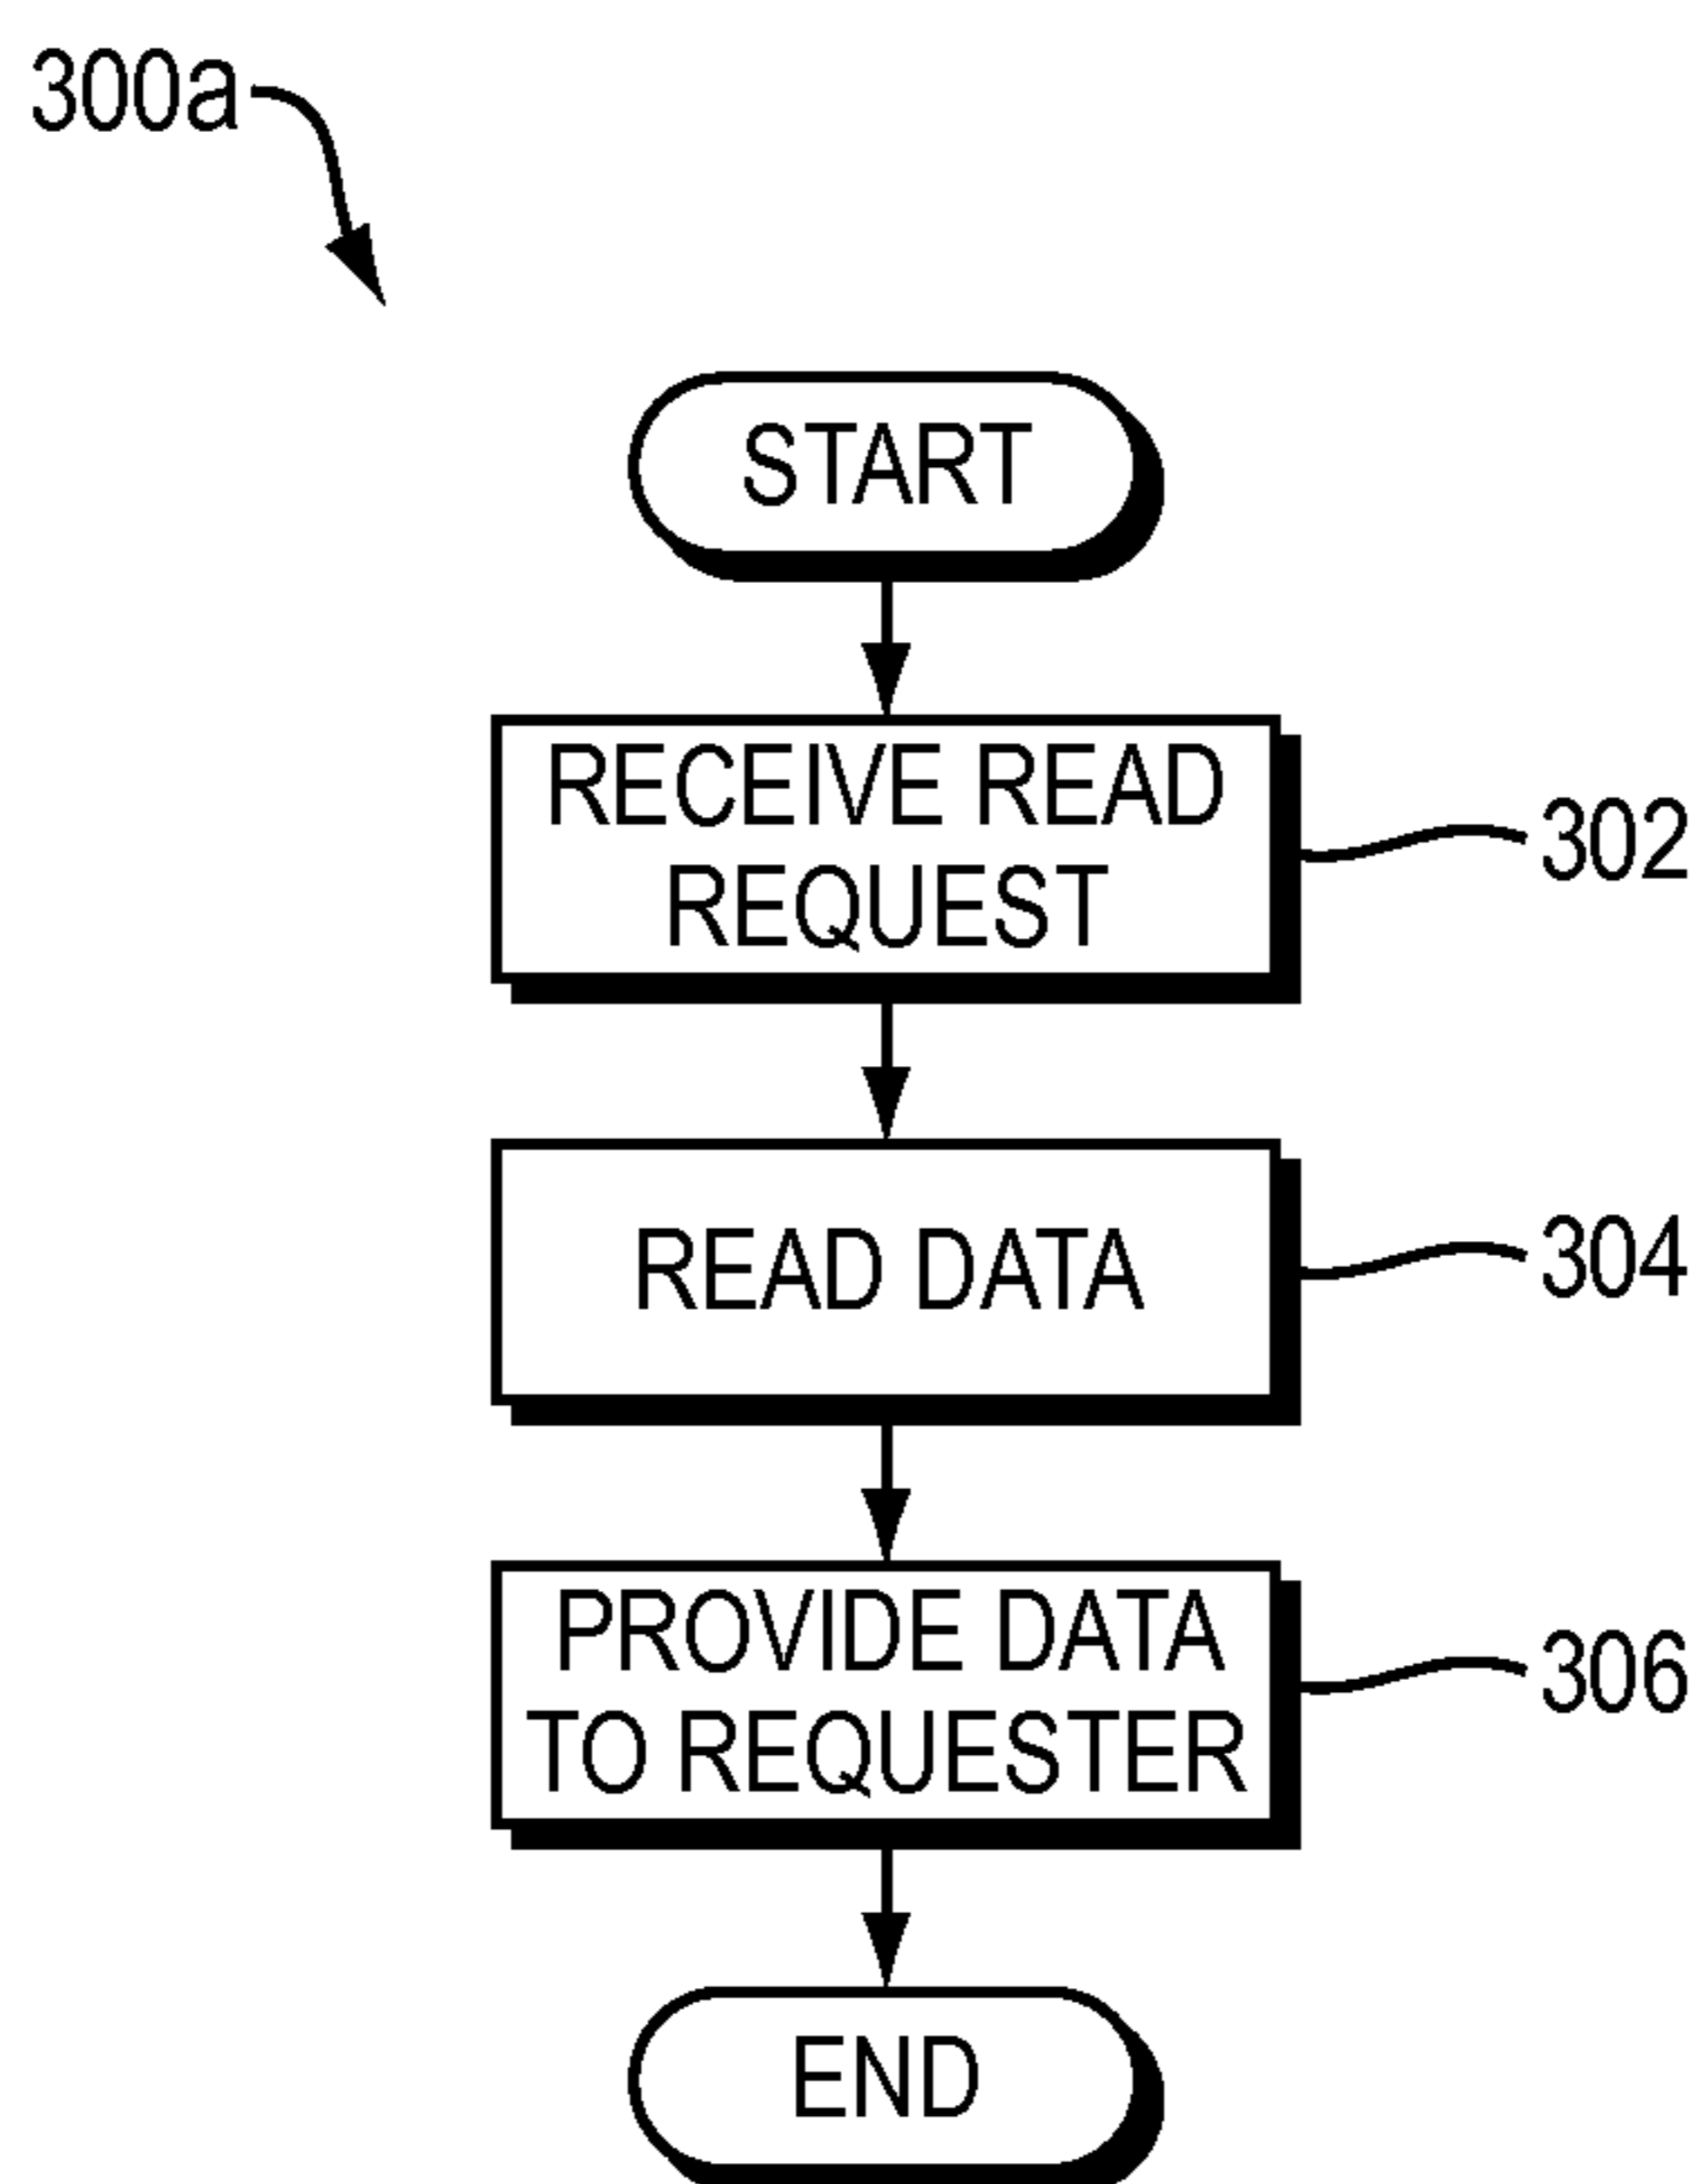 300a
START
RECEIVE READ
REQUEST
302
READ DATA
304
PROVIDE DATA
TO REQUESTER
306
END